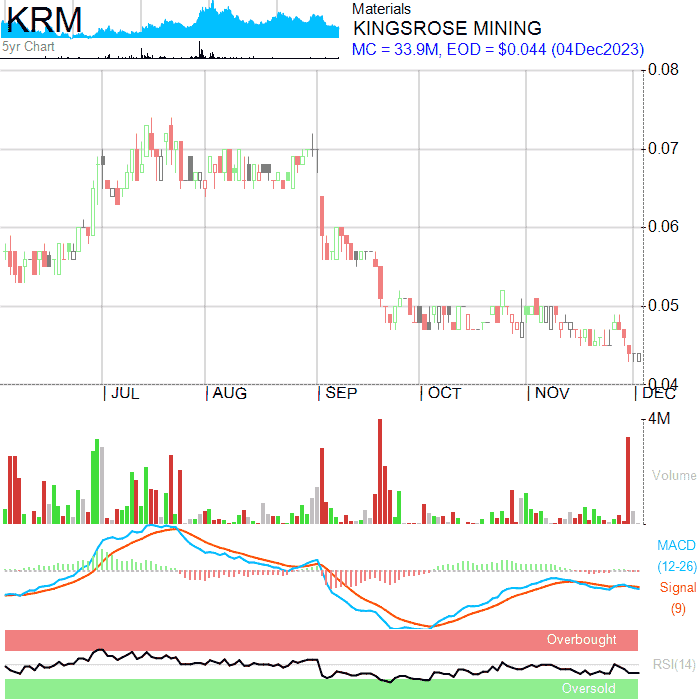 KRM
5yr Chart
Materials
KINGSROSE MINING
MC = 33.9M, EOD = $0.044 (04Dec2023)
0.08
0.07
0.06
0.05
0.04
JUL AUG SEP OCT NOV DEC
4M
Volume
MACD
(12-26)
Signal
(9)
Overbought
RSI(14)
Oversold